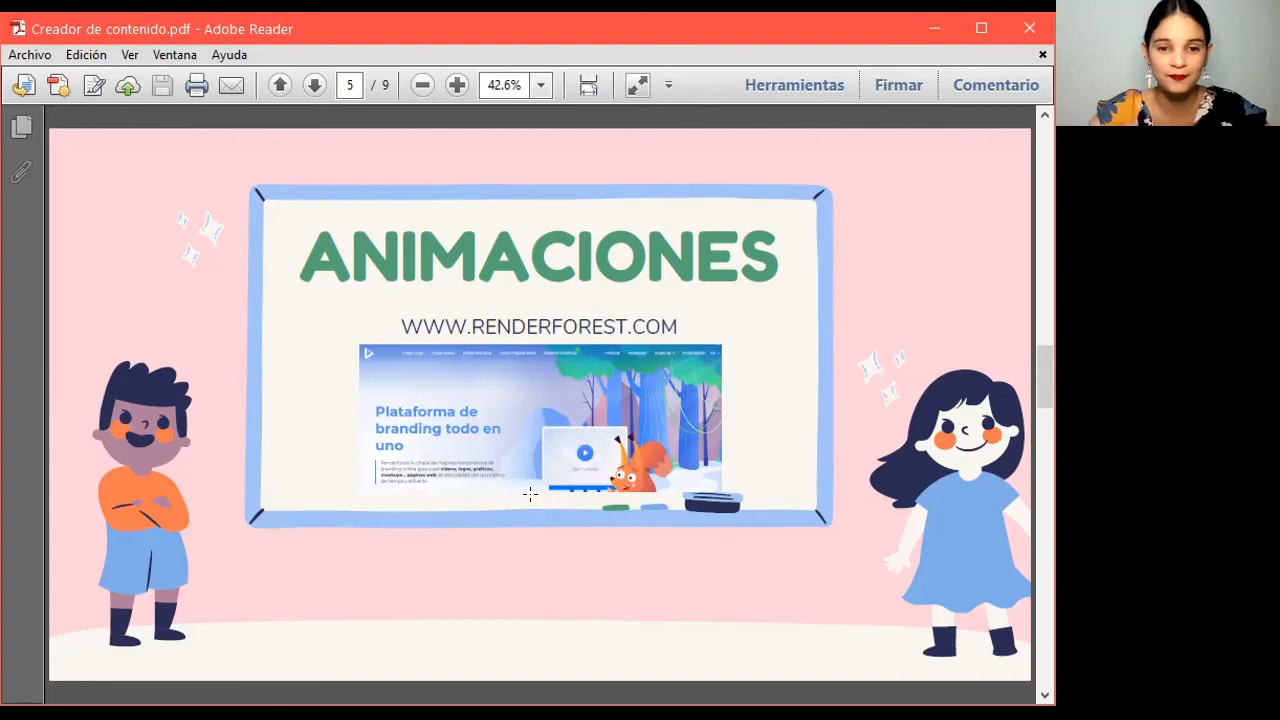 Creador de contenido.pdf - Adobe Reader
Archivo Edición Ver Ventana Ayuda
5 / 9 42.6% Herramientas Firmar Comentario
ANIMACIONES
WWW.RENDERFOREST.COM
Plataforma de
branding todo en
uno